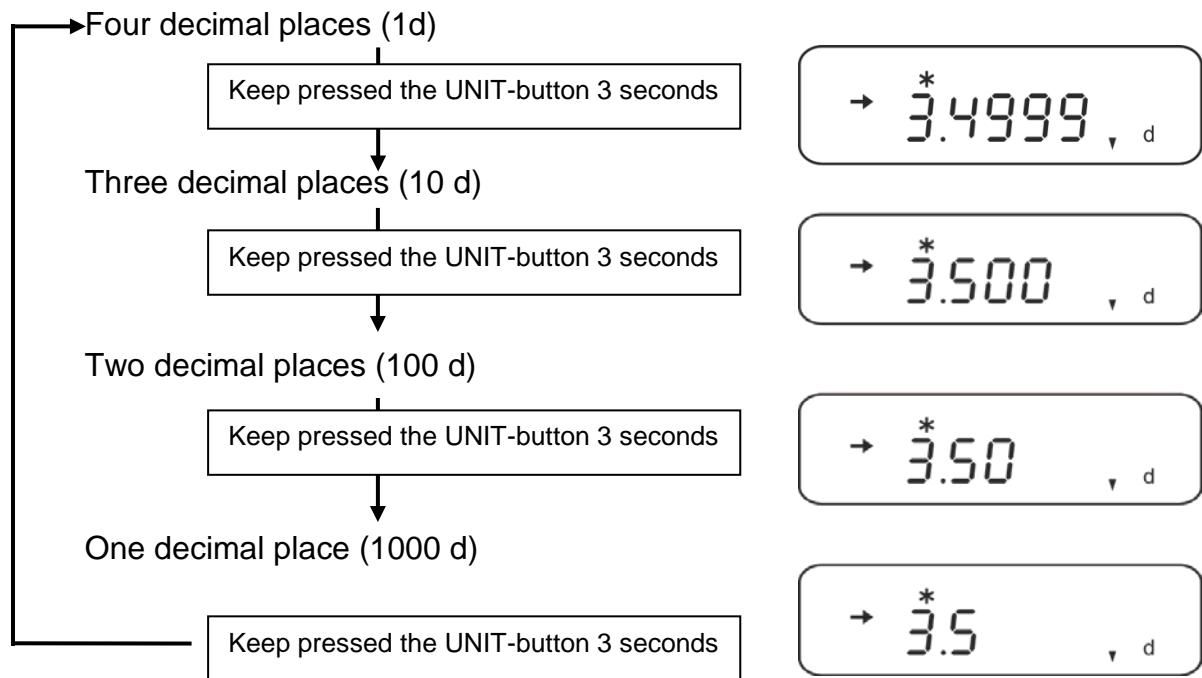 Four decimal places (1d)
Keep pressed the UNIT-button 3 seconds
→ * 3.4999 d
Three decimal places (10 d)
Keep pressed the UNIT-button 3 seconds
→ * 3.500 d
Two decimal places (100 d)
Keep pressed the UNIT-button 3 seconds
→ * 3.50 d
One decimal place (1000 d)
Keep pressed the UNIT-button 3 seconds
→ * 3.5 d